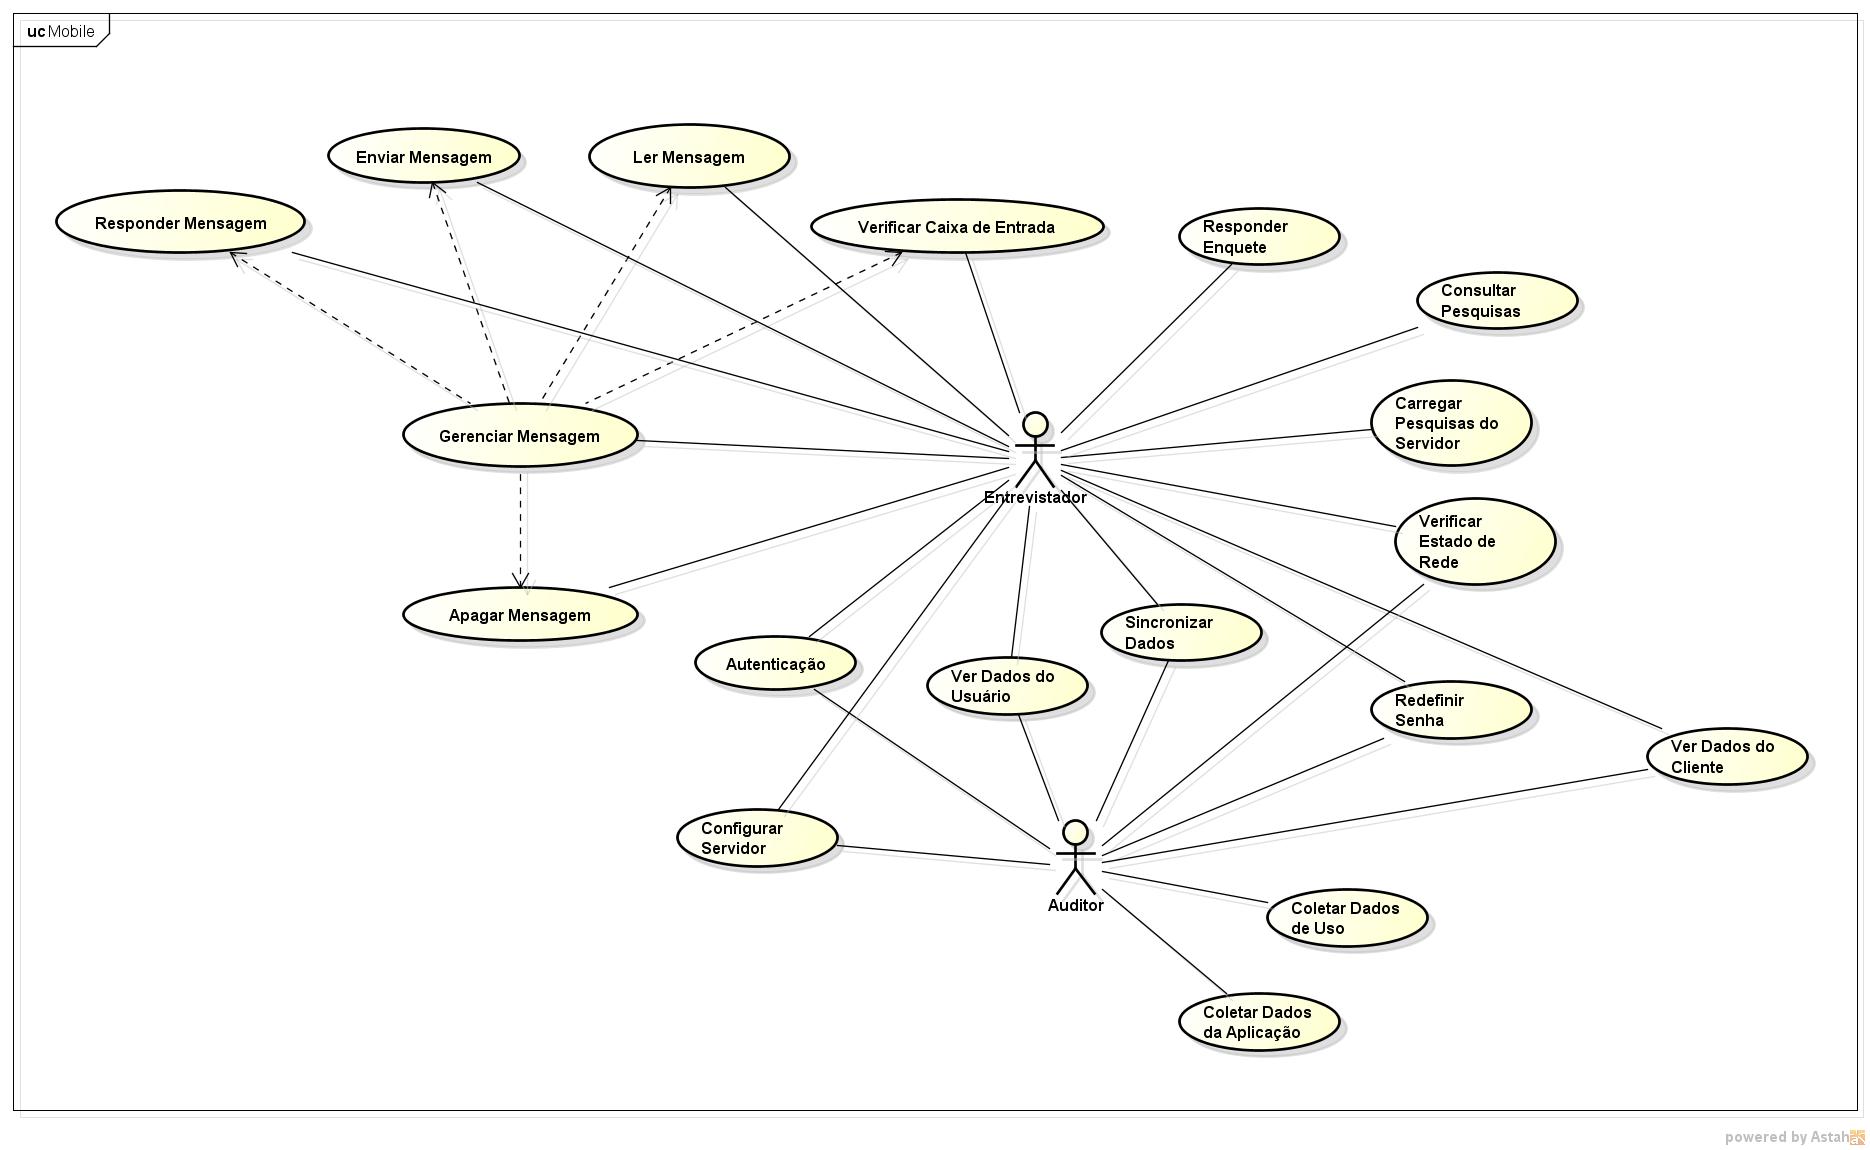 uc Mobile
Enviar Mensagem
Ler Mensagem
Responder Mensagem
Verificar Caixa de Entrada
Responder
Enquete
Consultar
Pesquisas
Carregar
Pesquisas do
Servidor
Gerenciar Mensagem
Entrevistador
Verificar
Estado de
Rede
Apagar Mensagem
Autenticação
Ver Dados do
Usuário
Sincronizar
Dados
Redefinir
Senha
Ver Dados do
Cliente
Configurar
Servidor
Auditor
Coletar Dados
de Uso
Coletar Dados
da Aplicação
powered by Astah